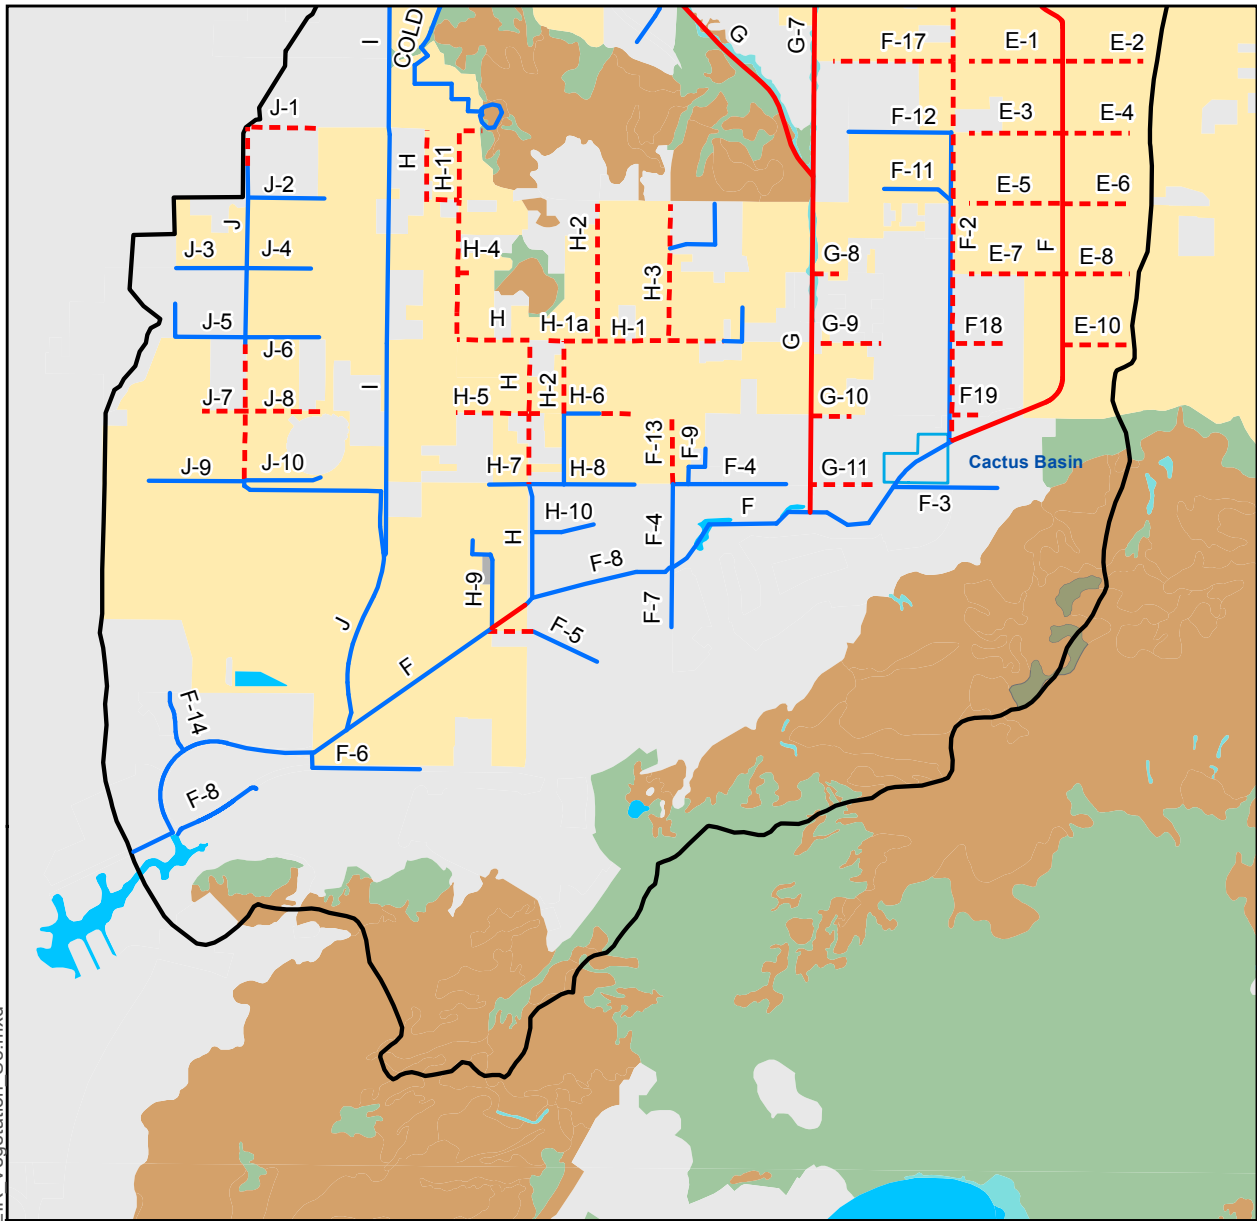 I
COLD
G
G-7
F-17
E-1
E-2
J-1
F-12
E-3
E-4
H
H-11
J-2
F-11
E-5
E-6
J
J-3
J-4
H-4
H-2
H-3
G-8
F-2
F
E-7
E-8
J-5
J-6
H
H-1a
H-1
G
G-9
F18
E-10
I
J-7
J-8
H-5
H
H-2
H-6
G-10
F19
F-13
F-9
J-9
J-10
H-7
H-8
F-4
G-11
Cactus Basin
F-3
H-10
H
F-4
F
F-8
H-9
F-7
J
F-5
F
F-14
F-6
F-8